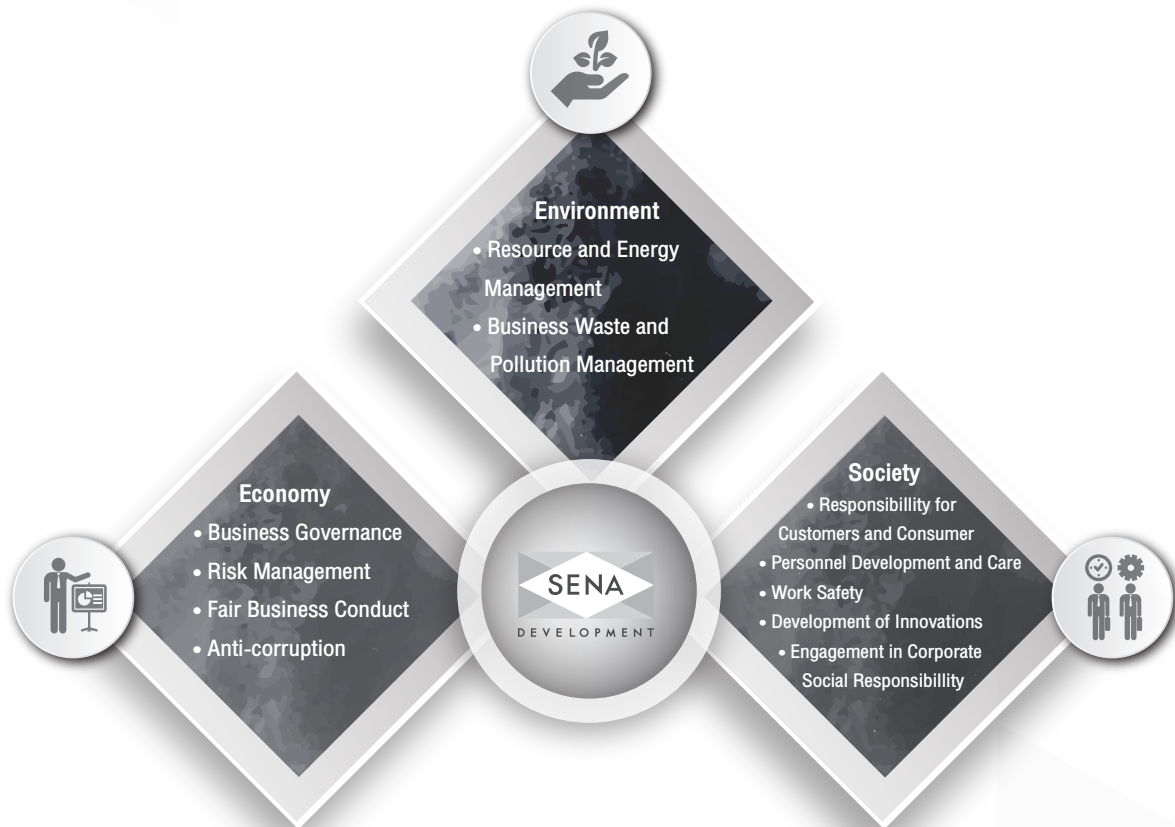 Environment
• Resource and Energy
Management
• Business Waste and
Pollution Management
Economy
• Business Governance
• Risk Management
• Fair Business Conduct
• Anti-corruption
SENA
DEVELOPMENT
Society
• Responsibillity for
Customers and Consumer
• Personnel Development and Care
• Work Safety
• Development of Innovations
• Engagement in Corporate
Social Responsibillity